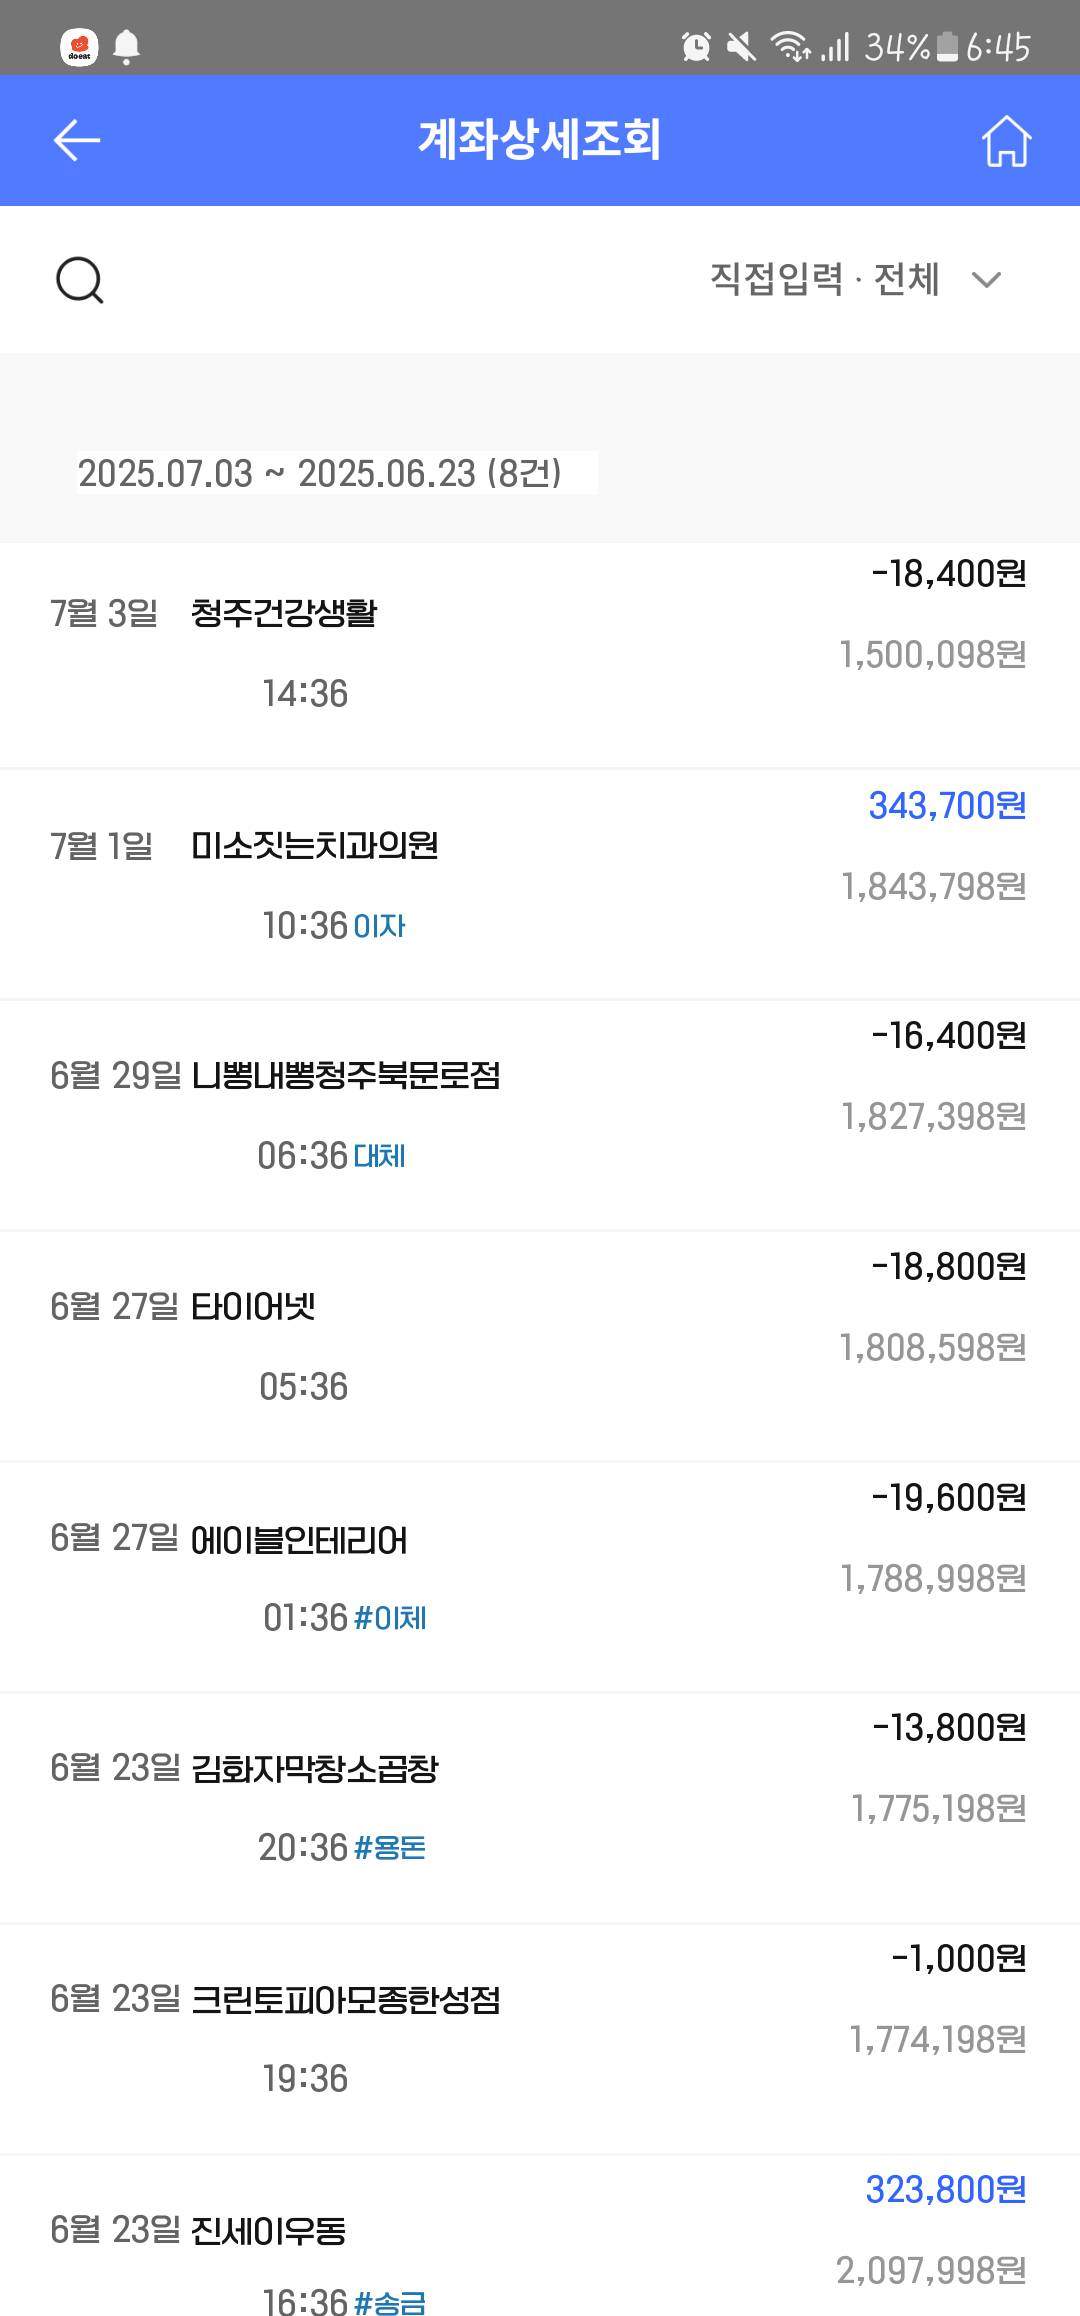 doeat 34% 6:45
계좌상세조회
직접입력 · 전체
2025.07.03 ~ 2025.06.23 (8건)
-18,400원
7월 3일 청주건강생활
1,500,098원
14:36
343,700원
7월 1일 미소짓는치과의원
1,843,798원
10:36 이자
-16,400원
6월 29일 니뽕내뽕청주북문로점
1,827,398원
06:36 대체
-18,800원
6월 27일 타이어넷
1,808,598원
05:36
-19,600원
6월 27일 에이블인테리어
1,788,998원
01:36 #이체
-13,800원
6월 23일 김화자막창소곱창
1,775,198원
20:36 #용돈
-1,000원
6월 23일 크린토피아모종한성점
1,774,198원
19:36
323,800원
6월 23일 진세이우동
2,097,998원
16:36 #송금